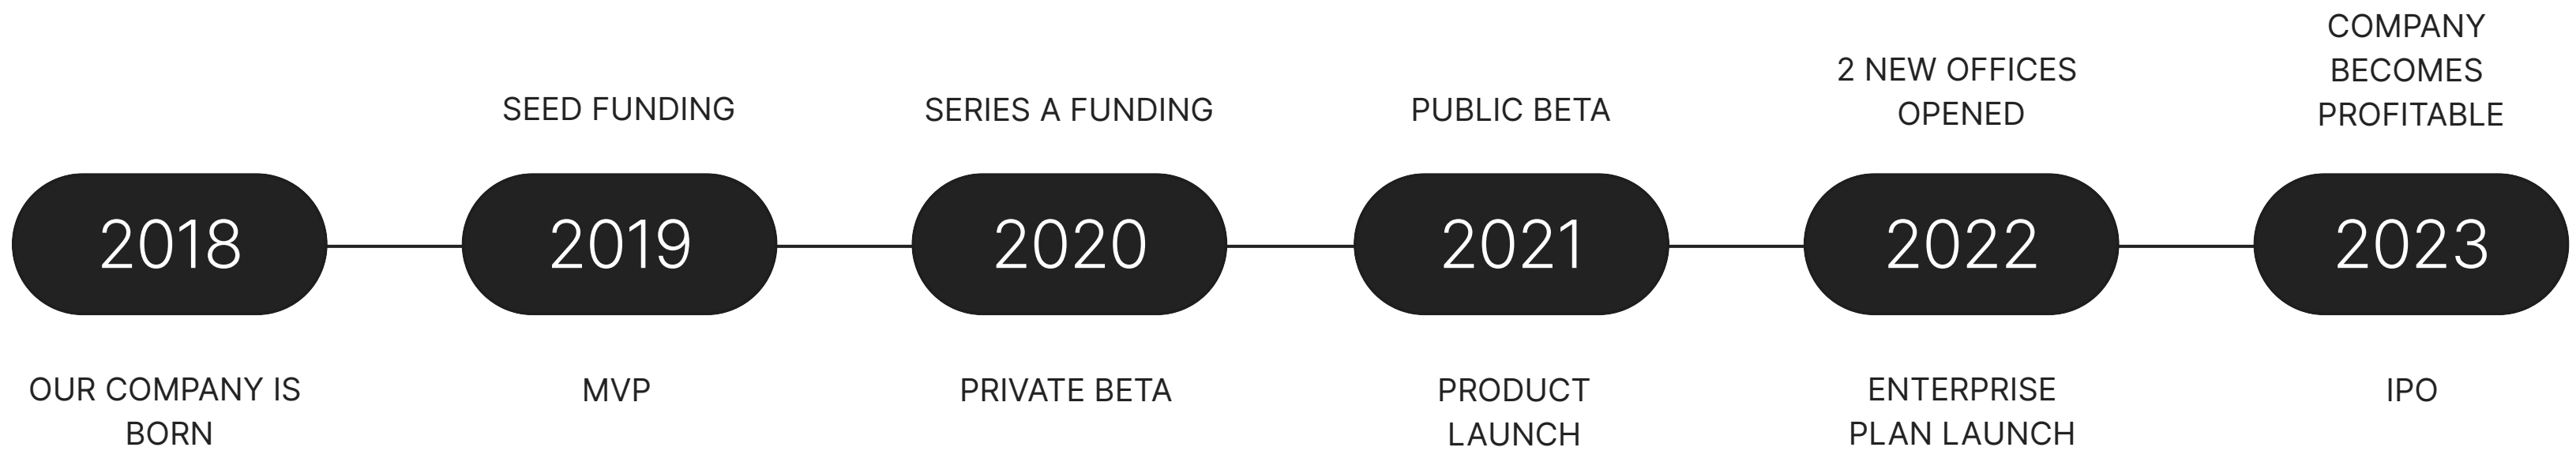 2018
OUR COMPANY IS
BORN
SEED FUNDING
2019
MVP
SERIES A FUNDING
2020
PRIVATE BETA
PUBLIC BETA
2021
PRODUCT
LAUNCH
2 NEW OFFICES
OPENED
2022
ENTERPRISE
PLAN LAUNCH
COMPANY
BECOMES
PROFITABLE
2023
IPO